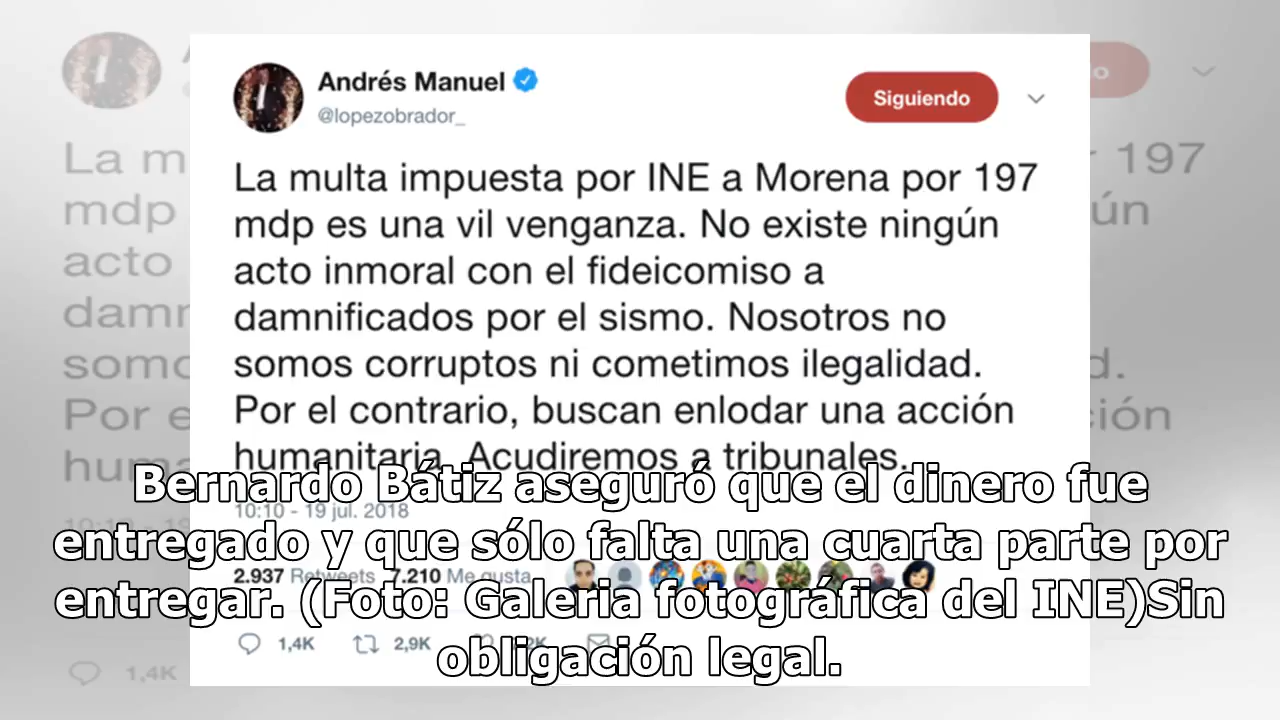 Andrés Manuel
@lopezobrador_
Siguiendo
La multa impuesta por INE a Morena por 197
mdp es una vil venganza. No existe ningún
acto inmoral con el fideicomiso a
damnificados por el sismo. Nosotros no
somos corruptos ni cometimos ilegalidad.
Por el contrario, buscan enlodar una acción
humanitaria. Acudiremos a tribunales.
10:10 - 19 jul. 2018
2.937 Retweets 7.210 Me gusta
1,4K 2,9K
Bernardo Bátiz aseguró que el dinero fue
entregado y que sólo falta una cuarta parte por
entregar. (Foto: Galeria fotográfica del INE)Sin
obligación legal.